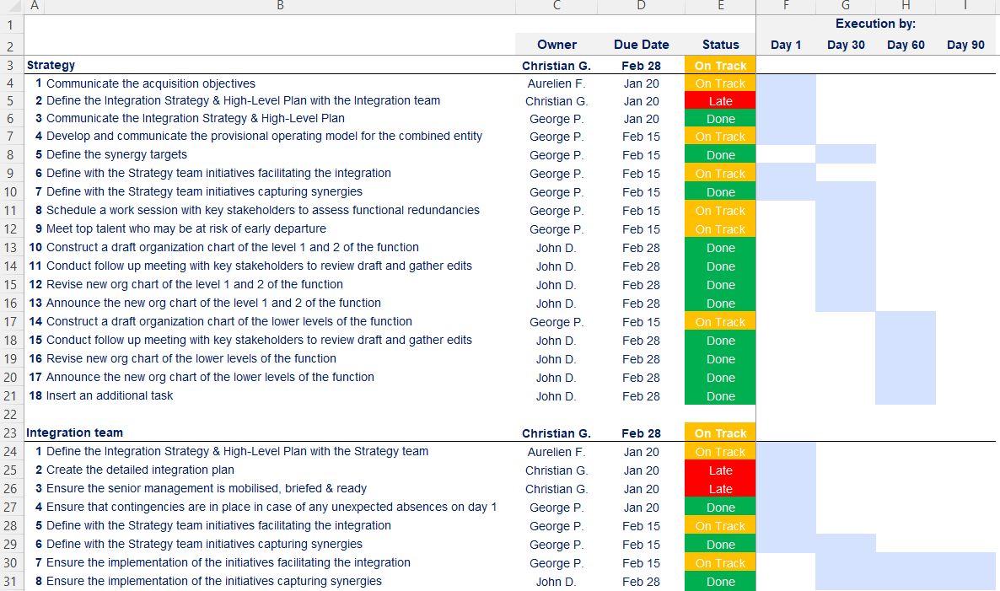 A B C D E F G H I
1 Execution by:
2 Owner Due Date Status Day 1 Day 30 Day 60 Day 90
3 Strategy Christian G. Feb 28 On Track
4 1 Communicate the acquisition objectives Aurelien F. Jan 20 On Track
5 2 Define the Integration Strategy & High-Level Plan with the Integration team Christian G. Jan 20 Late
6 3 Communicate the Integration Strategy & High-Level Plan George P. Jan 20 Done
7 4 Develop and communicate the provisional operating model for the combined entity George P. Feb 15 On Track
8 5 Define the synergy targets George P. Feb 15 Done
9 6 Define with the Strategy team initiatives facilitating the integration George P. Feb 15 On Track
10 7 Define with the Strategy team initiatives capturing synergies George P. Feb 15 Done
11 8 Schedule a work session with key stakeholders to assess functional redundancies George P. Feb 15 On Track
12 9 Meet top talent who may be at risk of early departure George P. Feb 15 On Track
13 10 Construct a draft organization chart of the level 1 and 2 of the function John D. Feb 28 Done
14 11 Conduct follow up meeting with key stakeholders to review draft and gather edits John D. Feb 28 Done
15 12 Revise new org chart of the level 1 and 2 of the function John D. Feb 28 Done
16 13 Announce the new org chart of the level 1 and 2 of the function John D. Feb 28 Done
17 14 Construct a draft organization chart of the lower levels of the function George P. Feb 15 On Track
18 15 Conduct follow up meeting with key stakeholders to review draft and gather edits John D. Feb 28 Done
19 16 Revise new org chart of the lower levels of the function John D. Feb 28 Done
20 17 Announce the new org chart of the lower levels of the function John D. Feb 28 Done
21 18 Insert an additional task John D. Feb 28 Done
22
23 Integration team Christian G. Feb 28 On Track
24 1 Define the Integration Strategy & High-Level Plan with the Strategy team Aurelien F. Jan 20 On Track
25 2 Create the detailed integration plan Christian G. Jan 20 Late
26 3 Ensure the senior management is mobilised, briefed & ready Christian G. Jan 20 Late
27 4 Ensure that contingencies are in place in case of any unexpected absences on day 1 George P. Jan 20 Done
28 5 Define with the Strategy team initiatives facilitating the integration George P. Feb 15 On Track
29 6 Define with the Strategy team initiatives capturing synergies George P. Feb 15 Done
30 7 Ensure the implementation of the initiatives facilitating the integration George P. Feb 15 On Track
31 8 Ensure the implementation of the initiatives capturing synergies John D. Feb 28 Done